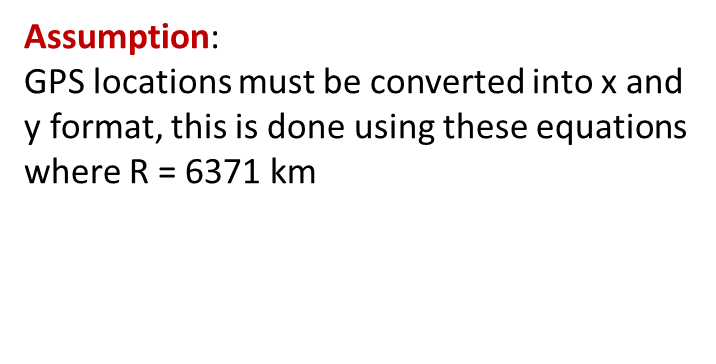 Assumption:
GPS locations must be converted into x and
y format, this is done using these equations
where R = 6371 km